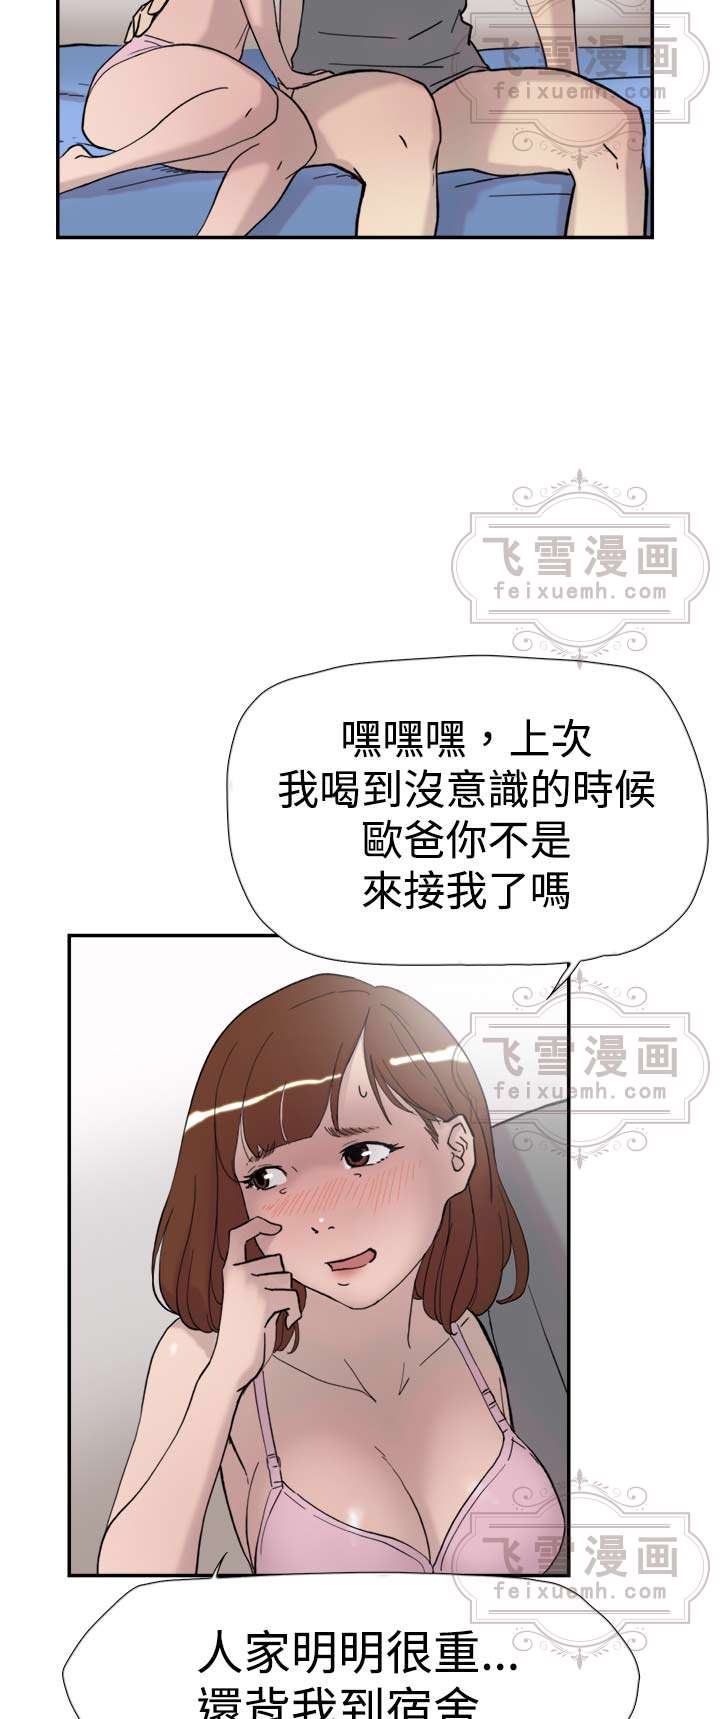 飞雪漫画
feixuemh.com
飞雪漫画
feixuemh.com
嘿嘿嘿，上次
我喝到沒意識的時候
歐爸你不是
來接我了嗎
飞雪漫画
feixuemh.com
飞雪漫画
feixuemh.com
人家明明很重...
還背我到宿舍